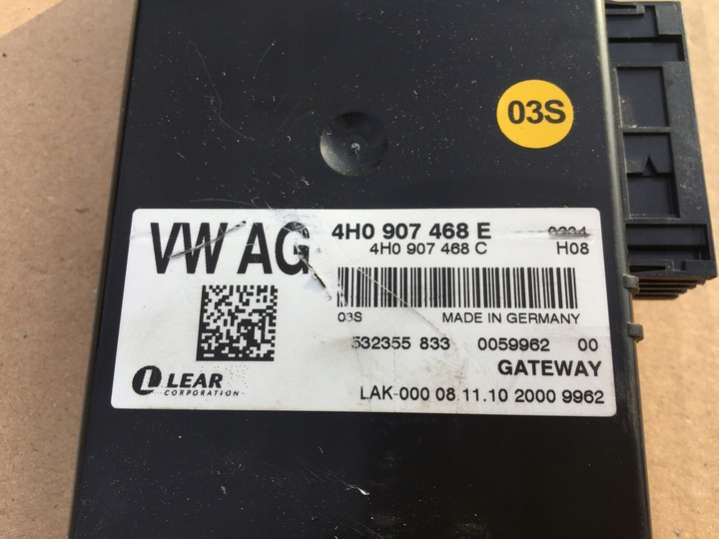 03S
VW AG
4H0 907 468 E
4H0 907 468 C H08
03S MADE IN GERMANY
532355 833 0059962 00
GATEWAY
LEAR
CORPORATION
LAK-000 08.11.10 2000 9962